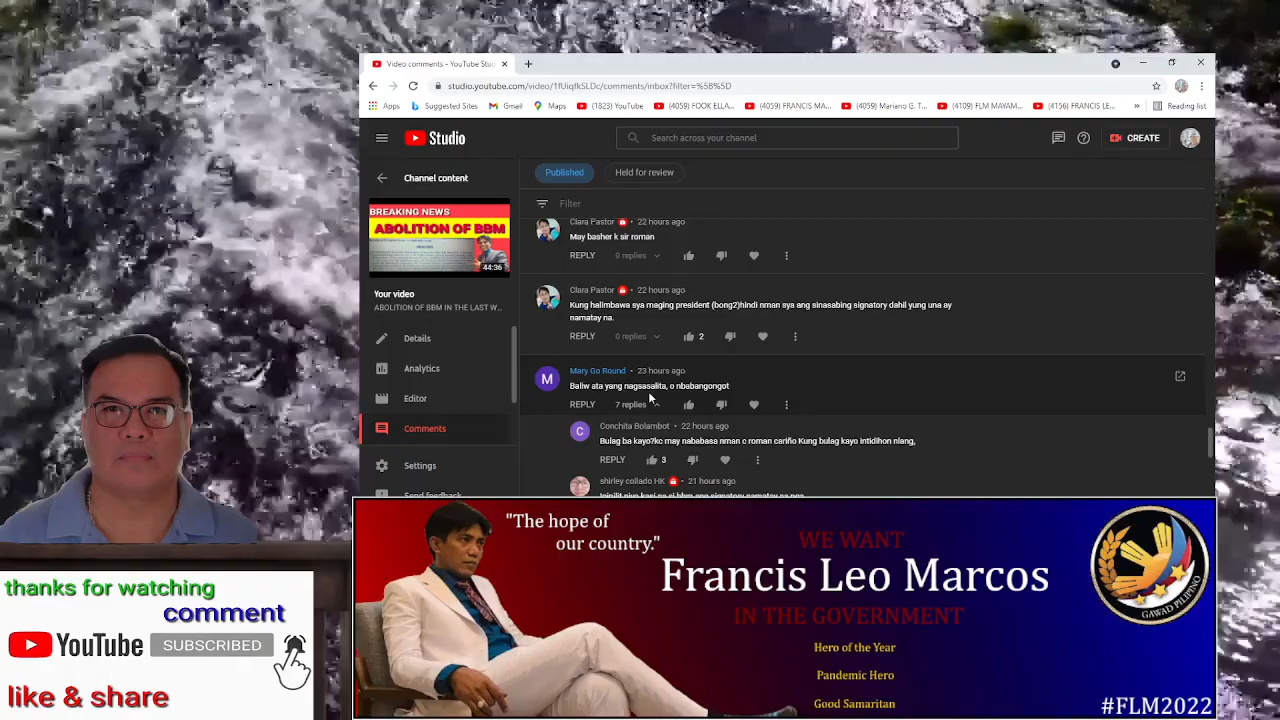 Video comments - YouTube Stu
studio.youtube.com/video/1fUiqfkSLDc/comments/inbox?filter=%5B%5D
Apps
Suggested Sites
Gmail
Maps
(1823) YouTube
(4059) FOOK ELLA...
(4059) FRANCIS MA...
(4059) Mariano G. T...
(4109) FLM MAYAM...
(4156) FRANCIS LE...
»
Reading list
Studio
Search across your channel
CREATE
Channel content
BREAKING NEWS
ABOLITION OF BBM
44:36
Your video
ABOLITION OF BBM IN THE LAST W...
Details
Analytics
Editor
Comments
Settings
Send feedback
Published
Held for review
Filter
Clara Pastor • 22 hours ago
May basher k sir roman
REPLY 0 replies
Clara Pastor • 22 hours ago
Kung halimbawa sya maging president (bong2)hindi nman sya ang sinasabing signatory dahil yung una ay
namatay na.
REPLY 0 replies 2
M
Mary Go Round • 23 hours ago
Baliw ata yang nagsasalita, o nbabangongot
REPLY 7 replies
C
Conchita Bolambot • 22 hours ago
Bulag ba kayo?kc may nababasa nman c roman cariño Kung bulag kayo intidihon niang,
REPLY 3
shirley collado HK • 21 hours ago
"The hope of
our country."
WE WANT
Francis Leo Marcos
IN THE GOVERNMENT
Hero of the Year
Pandemic Hero
Good Samaritan
GAWAD PILIPINO
#FLM2022
thanks for watching
comment
YouTube
SUBSCRIBED
like & share